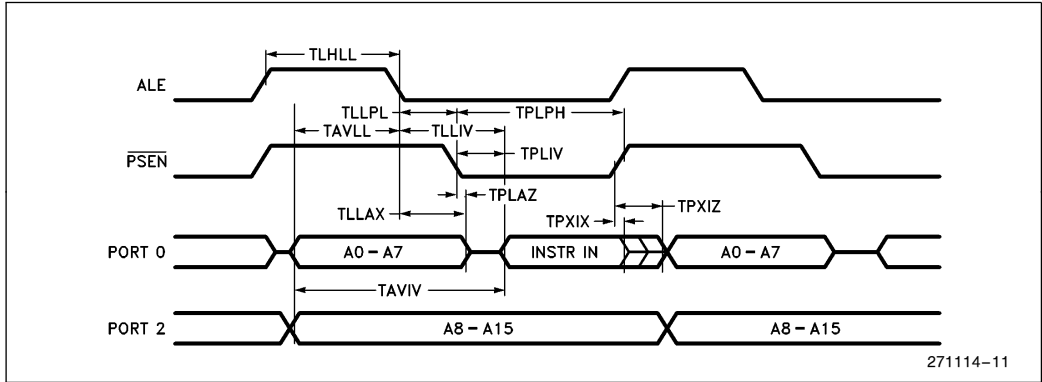 TLHLL
ALE
TLLPL
TPLPH
TAVLL
TLLIV
PSEN
TPLIV
TPLAZ
TLLAX
TPXIX
TPXIZ
PORT 0
A0-A7
INSTR IN
A0-A7
TAVIV
PORT 2
A8-A15
A8-A15
271114-11